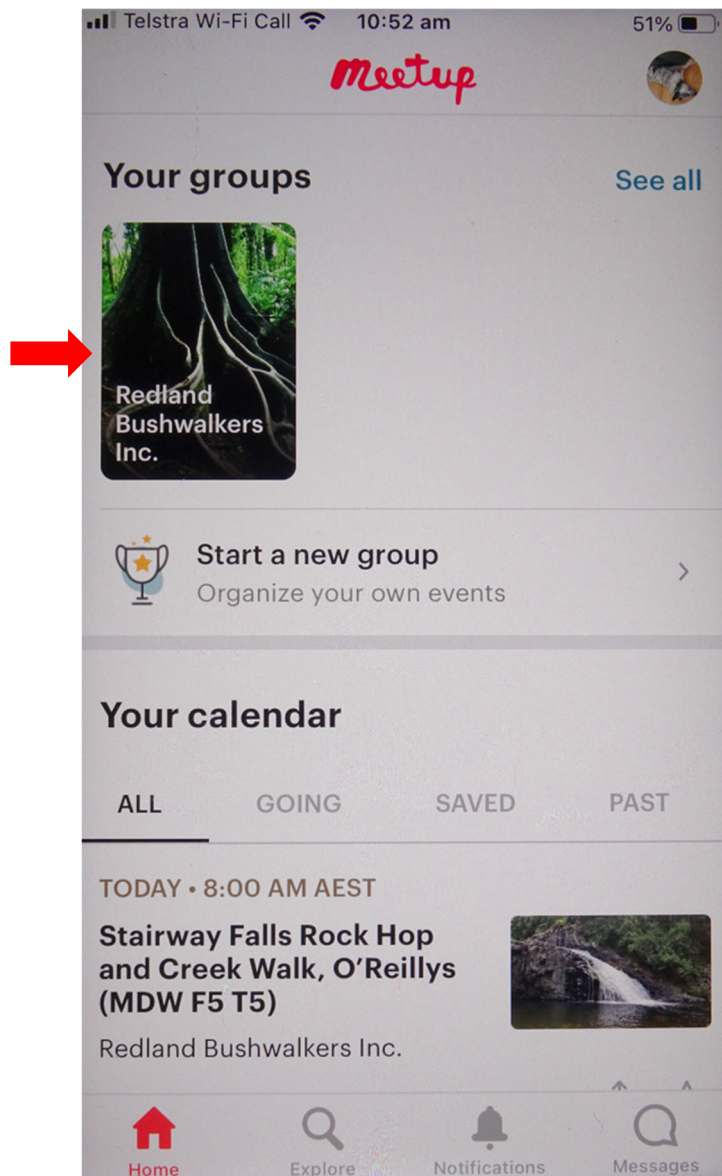 Telstra Wi-Fi Call 10:52 am 51%
meetup
Your groups See all
Redland
Bushwalkers
Inc.
Start a new group
Organize your own events
Your calendar
ALL GOING SAVED PAST
TODAY • 8:00 AM AEST
Stairway Falls Rock Hop
and Creek Walk, O'Reillys
(MDW F5 T5)
Redland Bushwalkers Inc.
Home Explore Notifications Messages